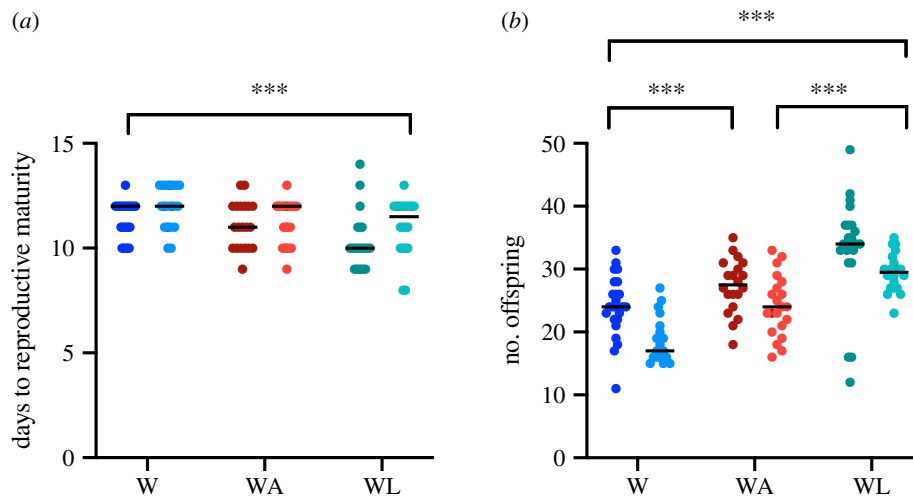 (a)
***
days to reproductive maturity
15
10
5
0
W WA WL
(b)
***
*** ***
no. offspring
50
40
30
20
10
0
W WA WL